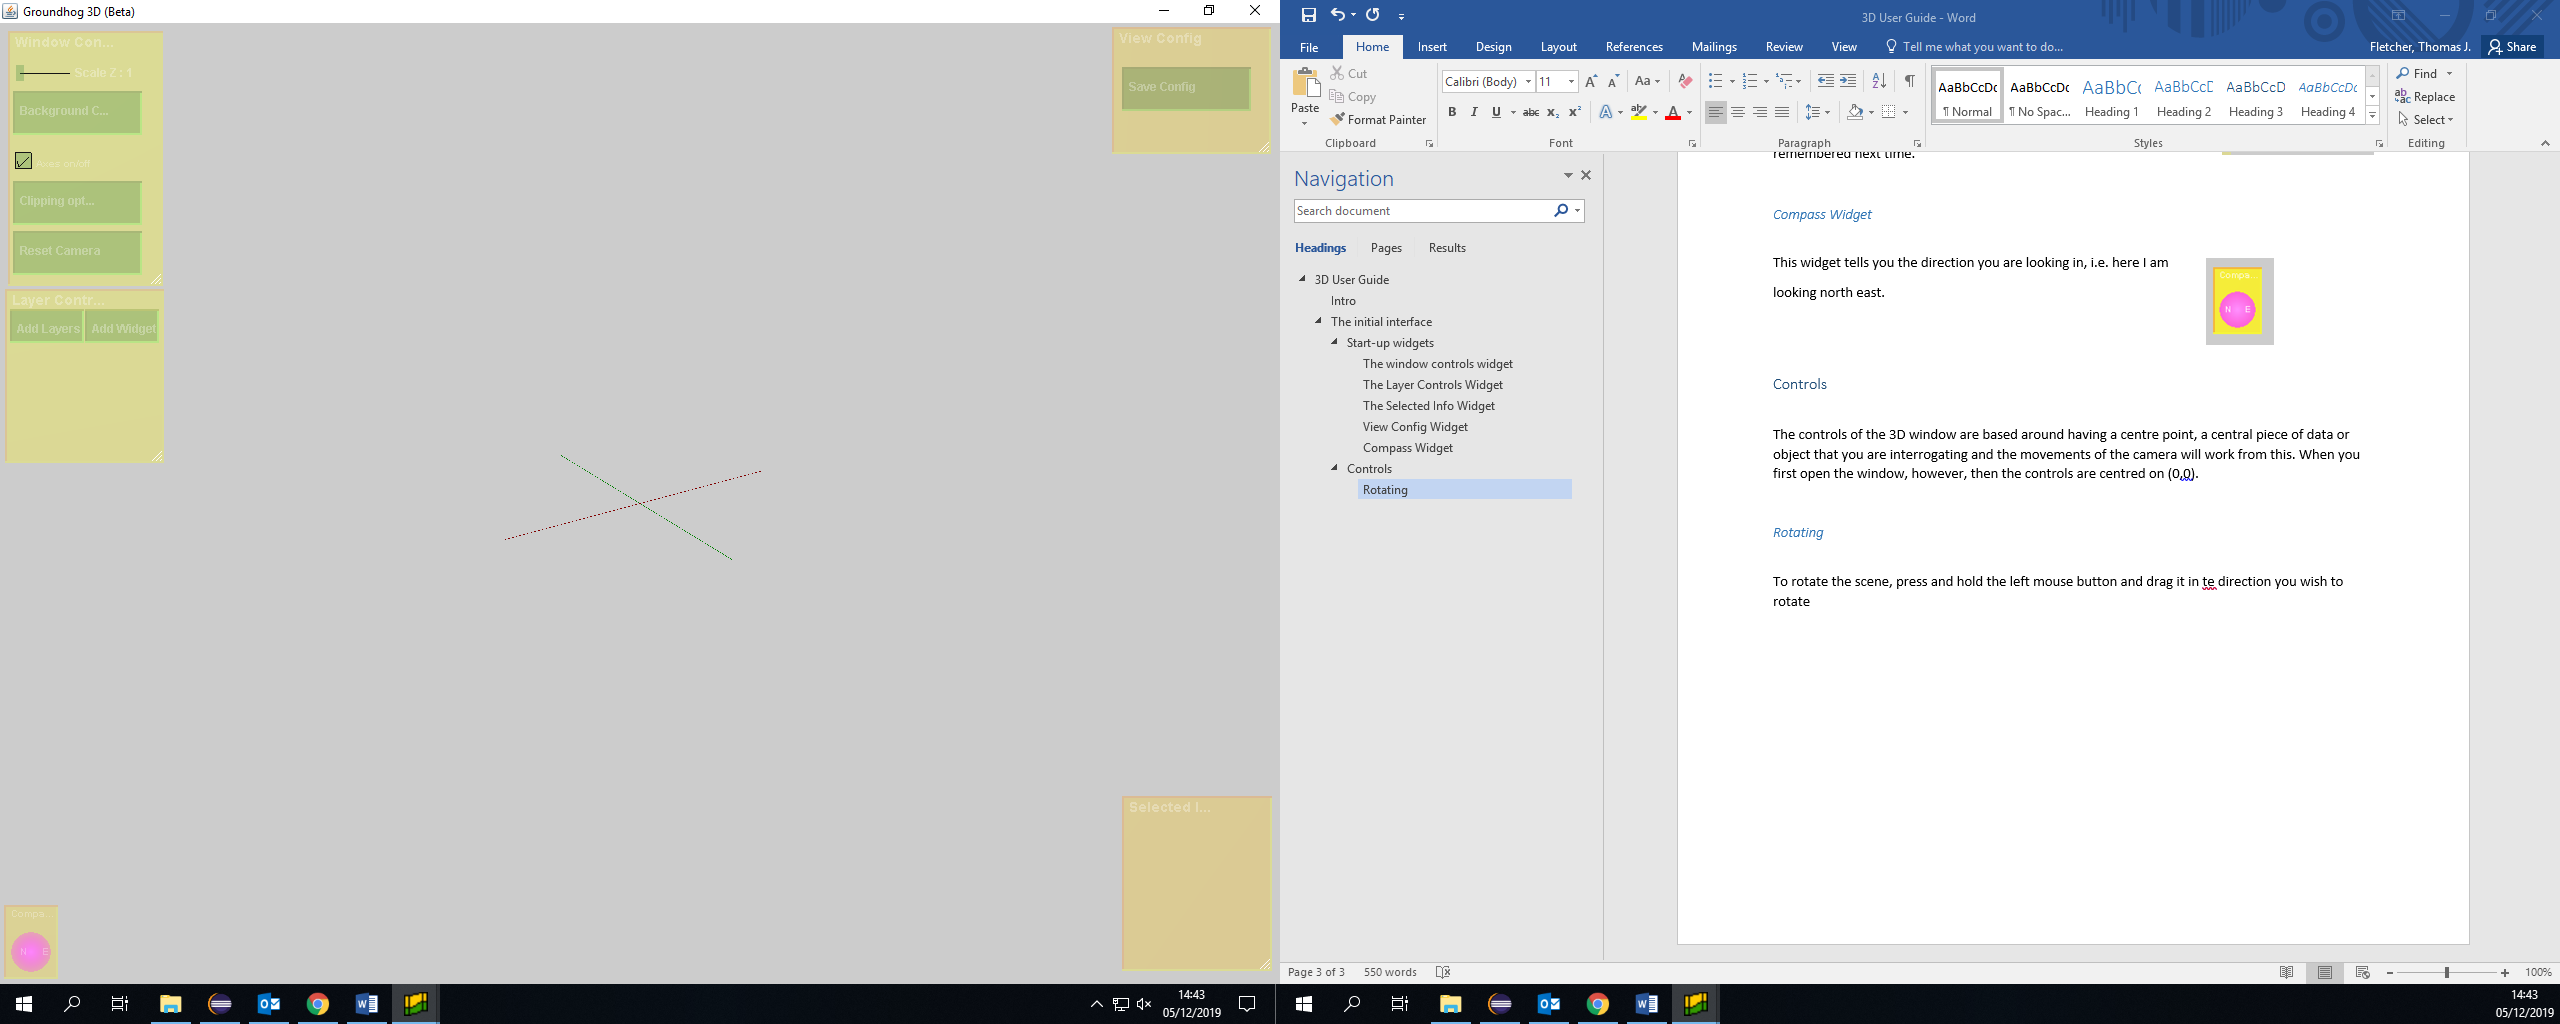 Groundhog 3D (Beta)
Window Con...
Scale Z : 1
Background C...
Axes on/off
Clipping opt...
Reset Camera
Layer Contr...
Add Layers
Add Widget
View Config
Save Config
Selected I...
Compa...
N E
14:43
05/12/2019
3D User Guide - Word
File Home Insert Design Layout References Mailings Review View Tell me what you want to do...
Fletcher, Thomas J. Share
Paste
Cut
Copy
Format Painter
Clipboard
Calibri (Body) 11
Font
Paragraph
AaBbCcDc AaBbCcDc AaBbC( AaBbCcE AaBbCcD AaBbCcDc
¶ Normal ¶ No Spac... Heading 1 Heading 2 Heading 3 Heading 4
Styles
Find
Replace
Select
Editing
Navigation
Search document
Headings Pages Results
3D User Guide
Intro
The initial interface
Start-up widgets
The window controls widget
The Layer Controls Widget
The Selected Info Widget
View Config Widget
Compass Widget
Controls
Rotating
remembered next time.
Compass Widget
This widget tells you the direction you are looking in, i.e. here I am
looking north east.
Compa...
N E
Controls
The controls of the 3D window are based around having a centre point, a central piece of data or
object that you are interrogating and the movements of the camera will work from this. When you
first open the window, however, then the controls are centred on (0,0).
Rotating
To rotate the scene, press and hold the left mouse button and drag it in te direction you wish to
rotate
Page 3 of 3 550 words
100%
14:43
05/12/2019